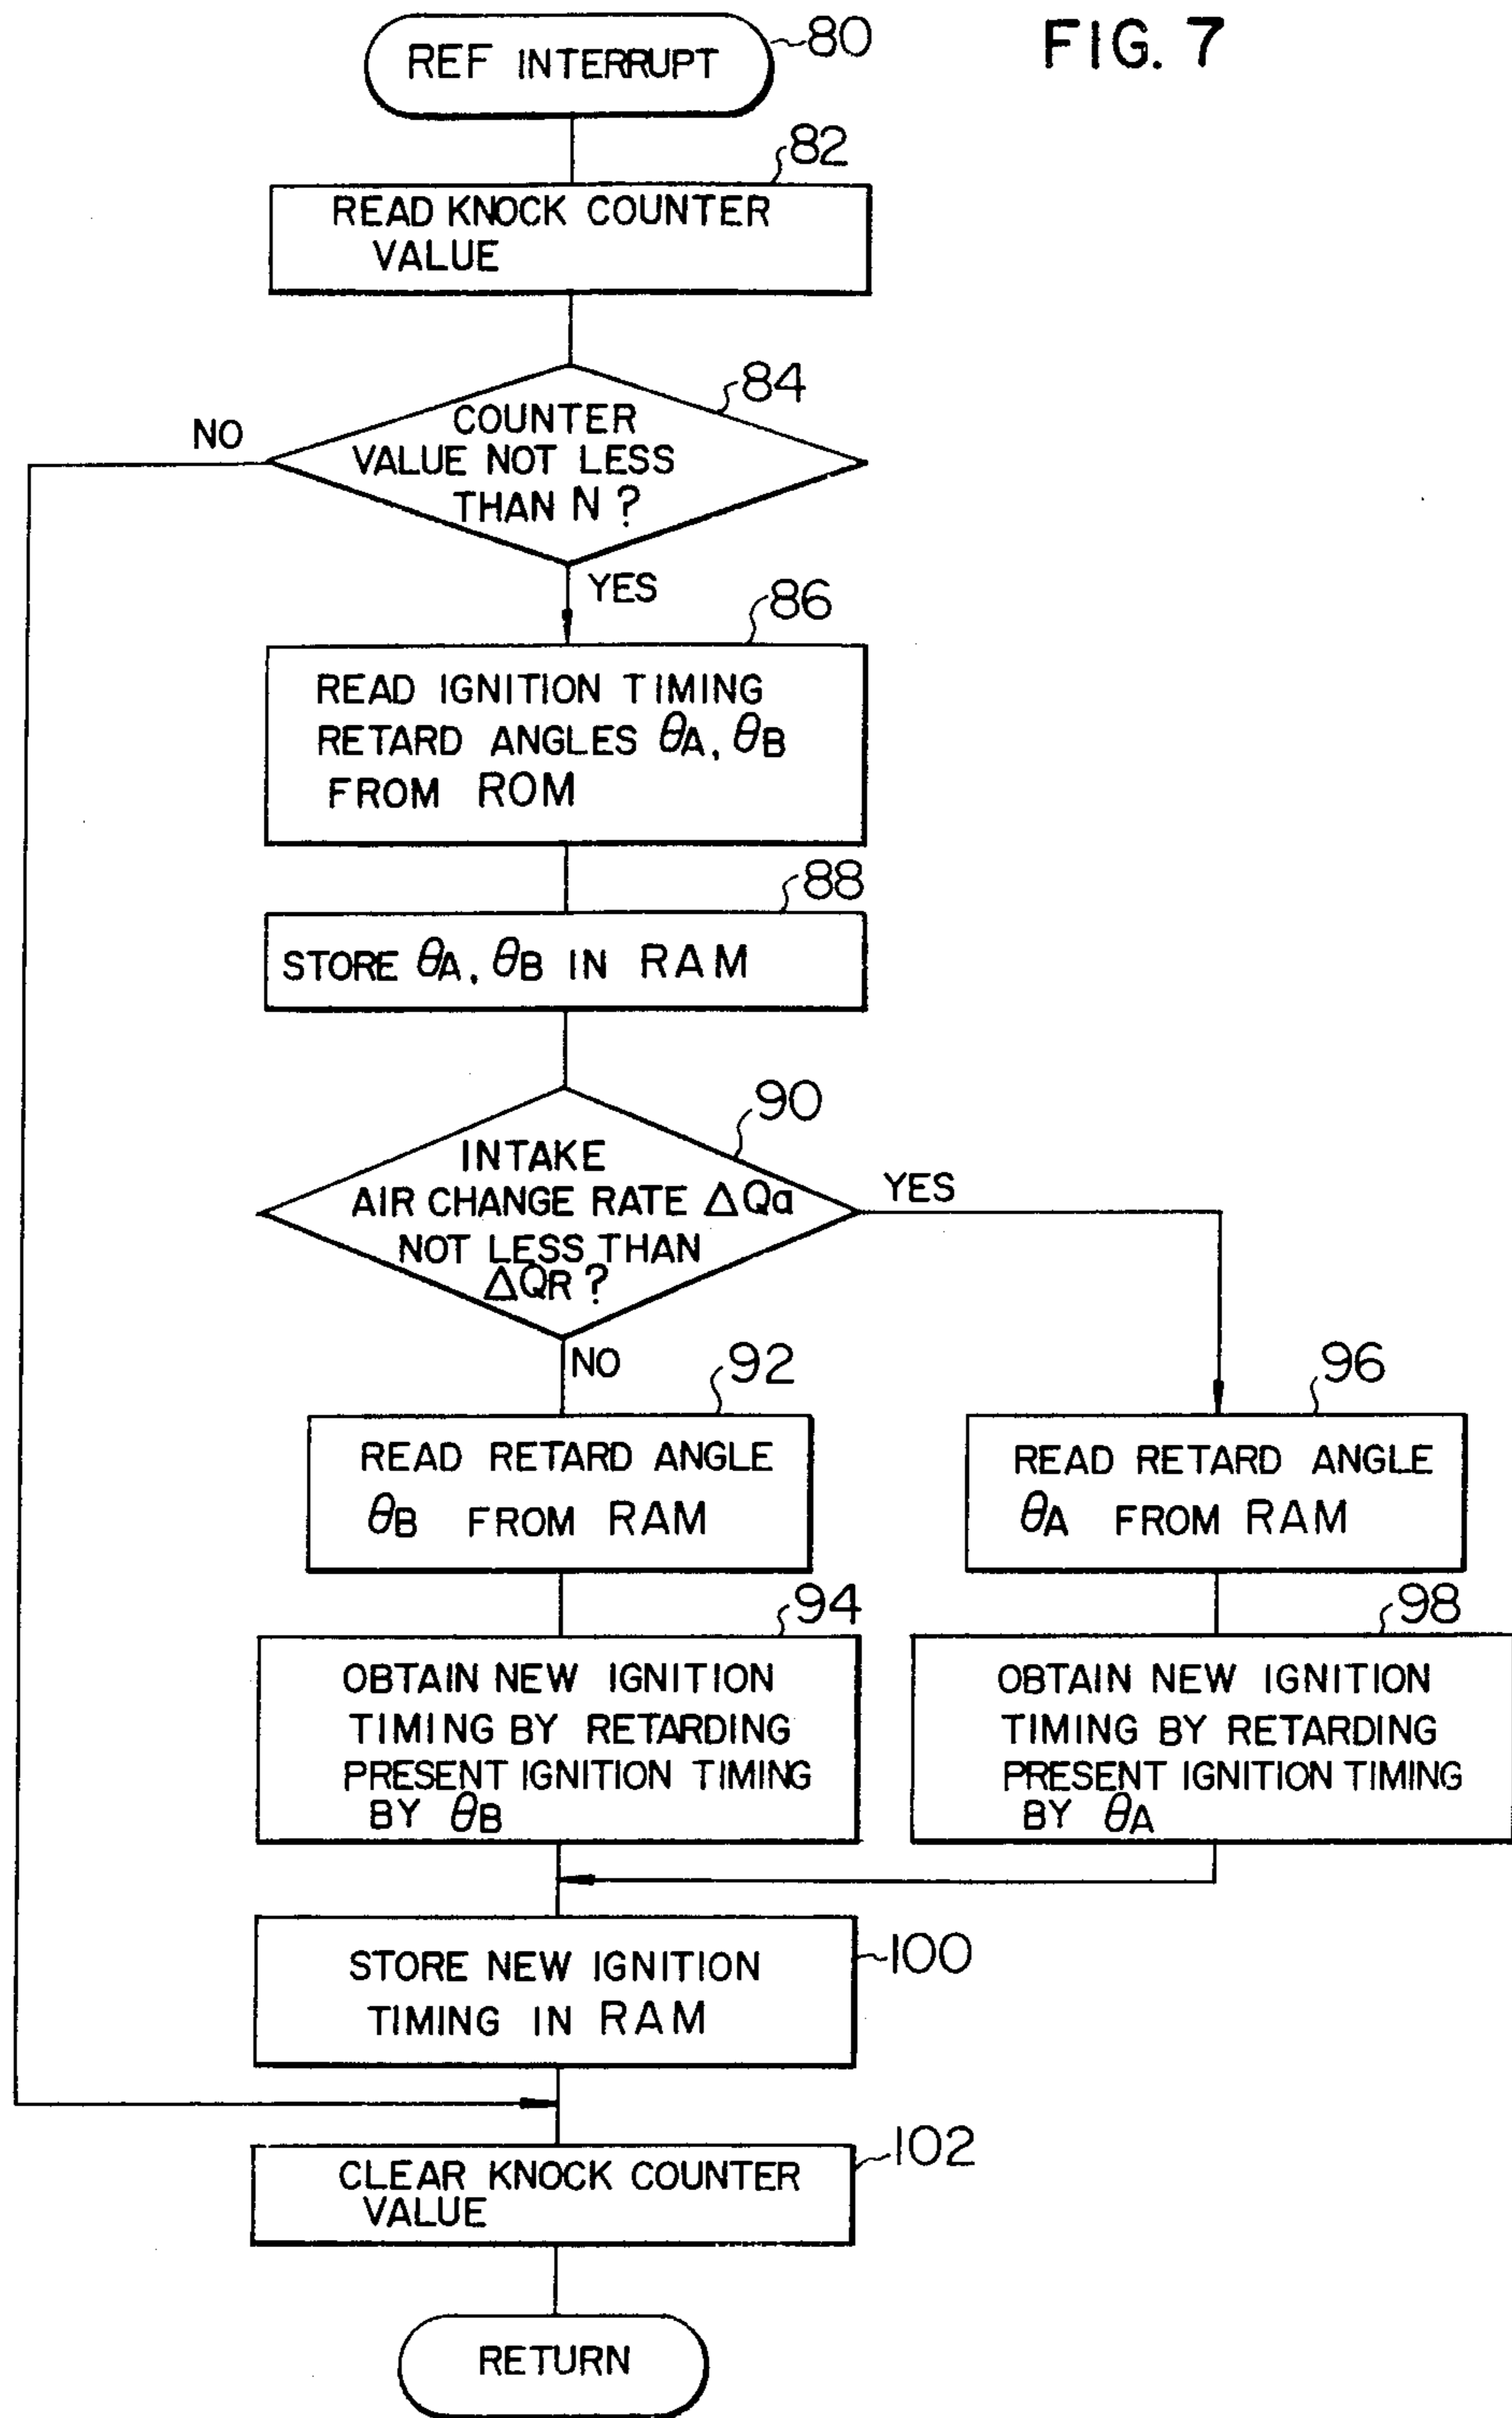 FIG. 7
REF INTERRUPT
80
82
READ KNOCK COUNTER
VALUE
84
COUNTER
VALUE NOT LESS
THAN N ?
NO
YES
86
READ IGNITION TIMING
RETARD ANGLES θA, θB
FROM ROM
88
STORE θA, θB IN RAM
90
INTAKE
AIR CHANGE RATE ΔQa
NOT LESS THAN
ΔQR ?
YES
NO
92
READ RETARD ANGLE
θB FROM RAM
96
READ RETARD ANGLE
θA FROM RAM
94
OBTAIN NEW IGNITION
TIMING BY RETARDING
PRESENT IGNITION TIMING
BY θB
98
OBTAIN NEW IGNITION
TIMING BY RETARDING
PRESENT IGNITION TIMING
BY θA
100
STORE NEW IGNITION
TIMING IN RAM
102
CLEAR KNOCK COUNTER
VALUE
RETURN